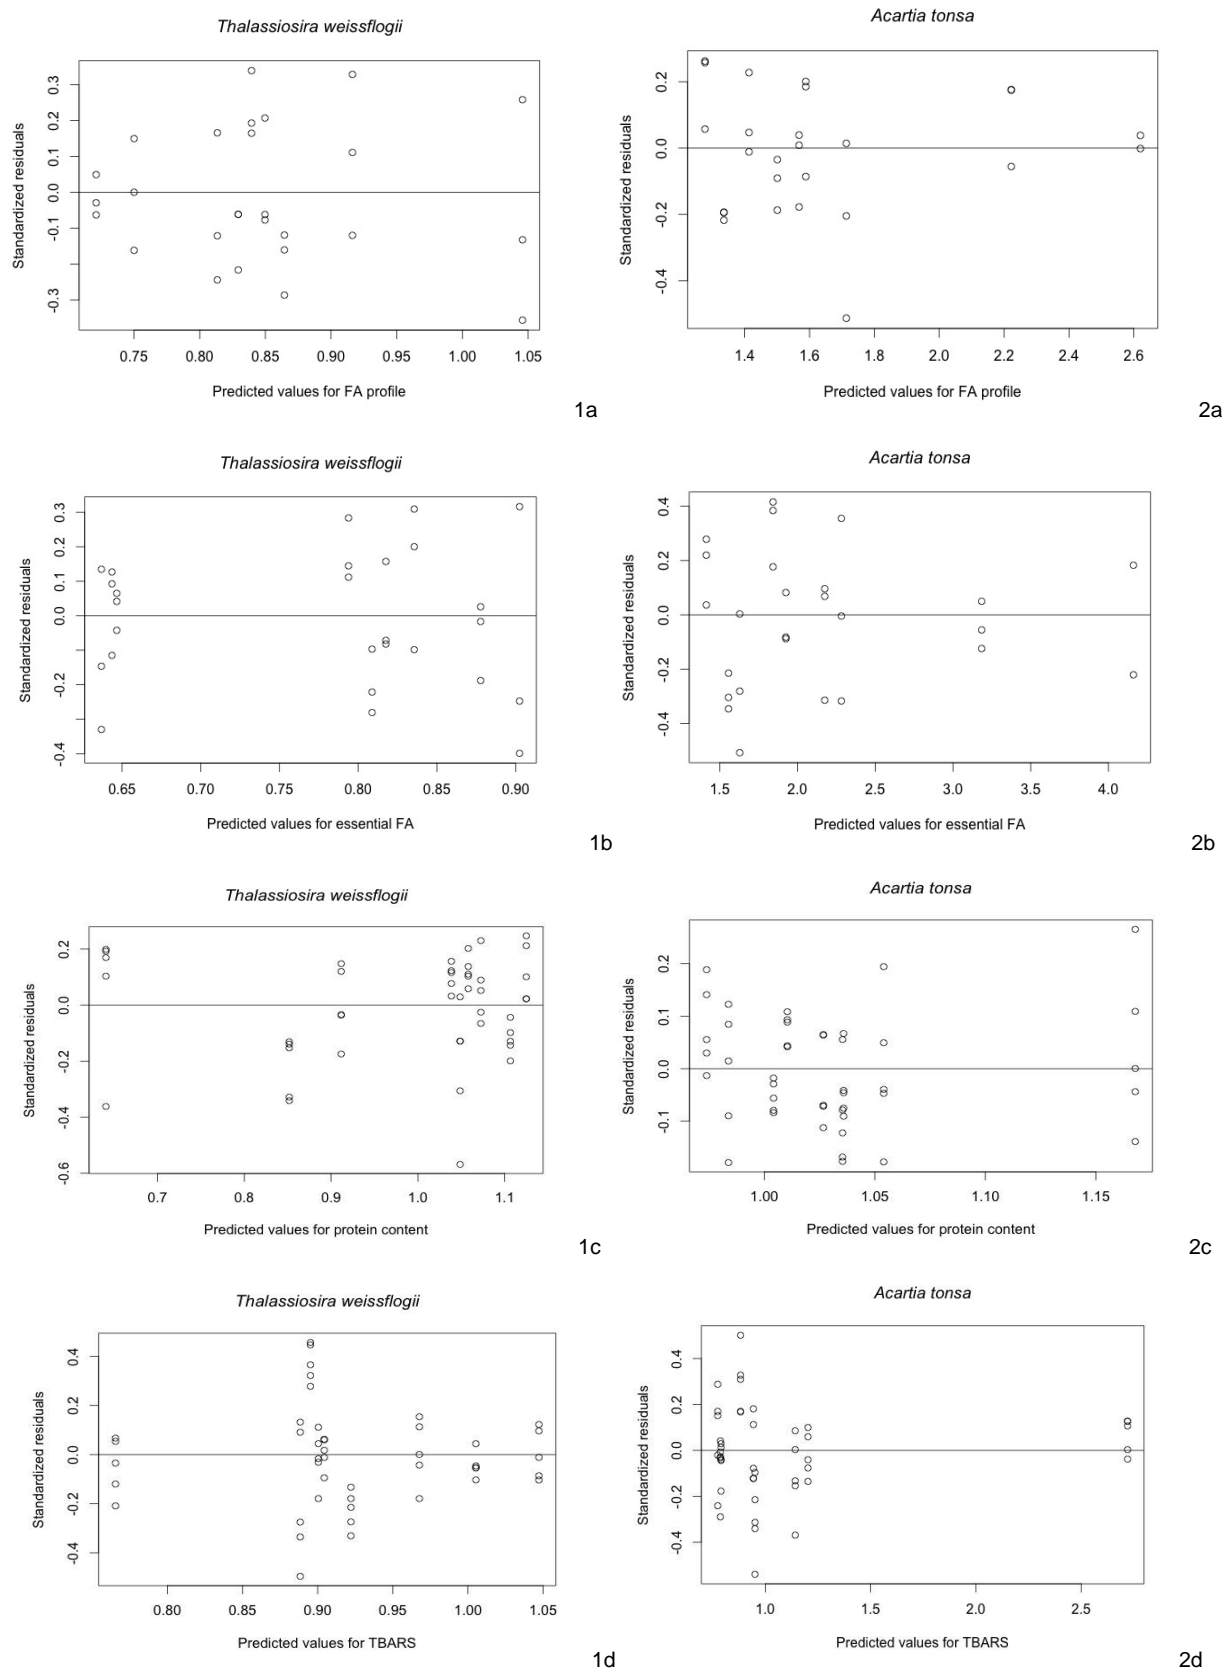 Thalassiosira weissflogii
Standardized residuals
0.3
0.2
0.1
0.0
-0.1
-0.3
0.75 0.80 0.85 0.90 0.95 1.00 1.05
Predicted values for FA profile
1a
Acartia tonsa
Standardized residuals
0.2
0.0
-0.2
-0.4
1.4 1.6 1.8 2.0 2.2 2.4 2.6
Predicted values for FA profile
2a
Thalassiosira weissflogii
Standardized residuals
0.3
0.2
0.1
0.0
-0.2
-0.4
0.65 0.70 0.75 0.80 0.85 0.90
Predicted values for essential FA
1b
Acartia tonsa
Standardized residuals
0.4
0.2
0.0
-0.2
-0.4
1.5 2.0 2.5 3.0 3.5 4.0
Predicted values for essential FA
2b
Thalassiosira weissflogii
Standardized residuals
0.2
0.0
-0.2
-0.4
-0.6
0.7 0.8 0.9 1.0 1.1
Predicted values for protein content
1c
Acartia tonsa
Standardized residuals
0.2
0.1
0.0
-0.1
1.00 1.05 1.10 1.15
Predicted values for protein content
2c
Thalassiosira weissflogii
Standardized residuals
0.4
0.2
0.0
-0.2
-0.4
0.80 0.85 0.90 0.95 1.00 1.05
Predicted values for TBARS
1d
Acartia tonsa
Standardized residuals
0.4
0.2
0.0
-0.2
-0.4
1.0 1.5 2.0 2.5
Predicted values for TBARS
2d